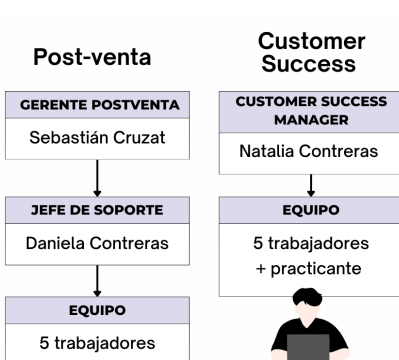 Post-venta
GERENTE POSTVENTA
Sebastián Cruzat
JEFE DE SOPORTE
Daniela Contreras
EQUIPO
5 trabajadores
Customer
Success
CUSTOMER SUCCESS
MANAGER
Natalia Contreras
EQUIPO
5 trabajadores
+ practicante